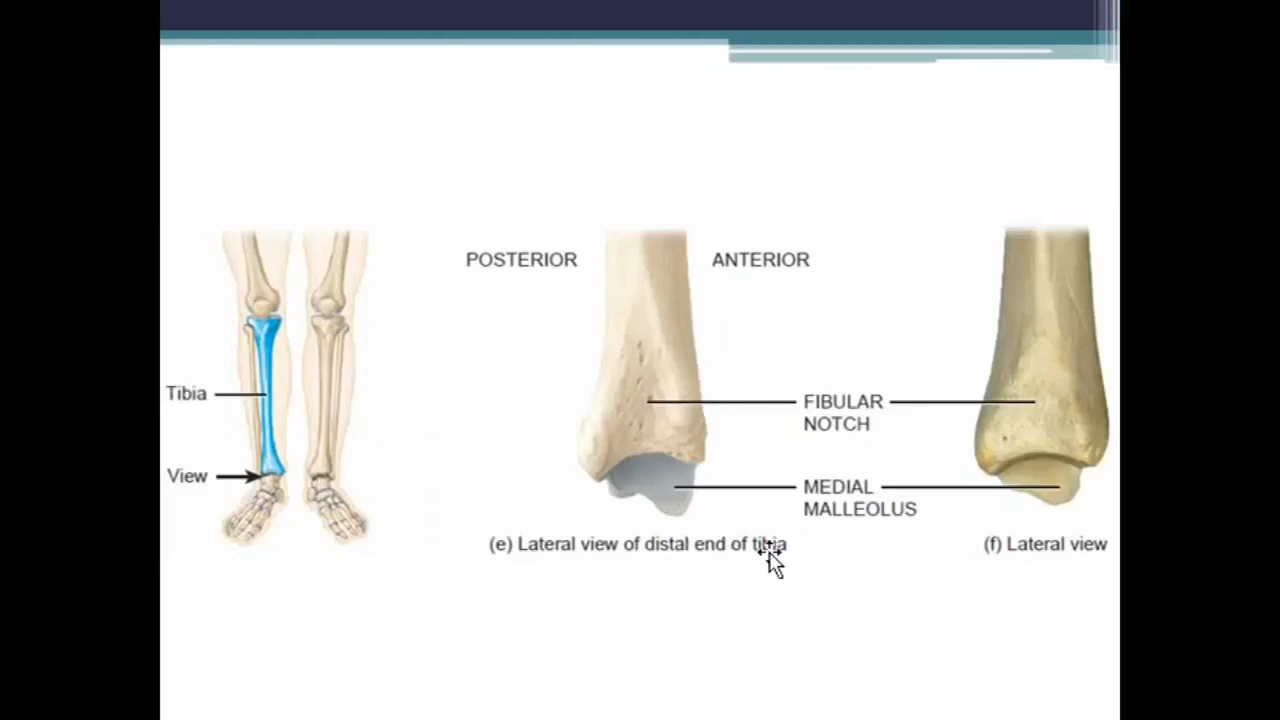 POSTERIOR
ANTERIOR
Tibia
FIBULAR
NOTCH
View
MEDIAL
MALLEOLUS
(e) Lateral view of distal end of tibia
(f) Lateral view